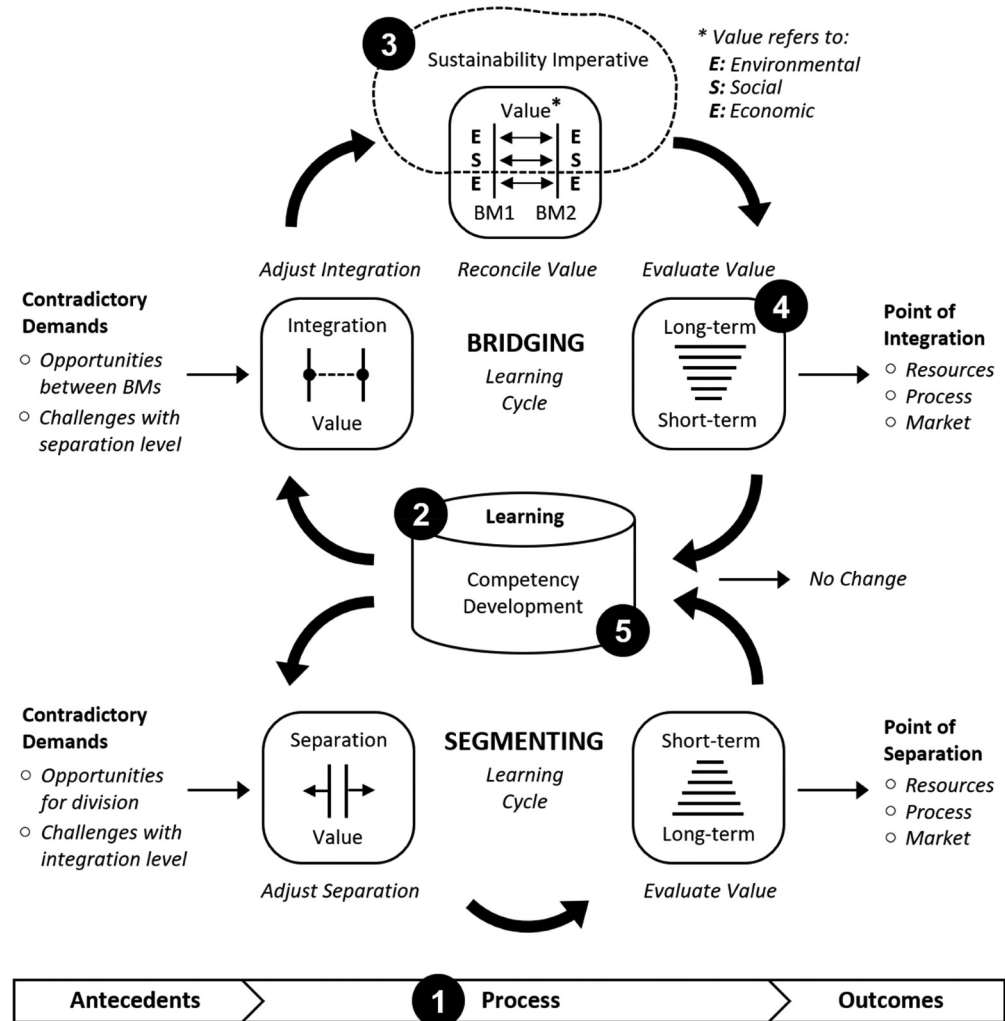 3
Sustainability Imperative
* Value refers to:
E: Environmental
S: Social
E: Economic
Value*
E E
S S
E E
BM1 BM2
Adjust Integration
Reconcile Value
Evaluate Value
Contradictory
Demands
○ Opportunities
between BMs
○ Challenges with
separation level
Integration
Value
BRIDGING
Learning
Cycle
4
Long-term
Short-term
Point of
Integration
○ Resources
○ Process
○ Market
2
Learning
Competency
Development
5
No Change
Contradictory
Demands
○ Opportunities
for division
○ Challenges with
integration level
Separation
Value
Adjust Separation
SEGMENTING
Learning
Cycle
Short-term
Long-term
Evaluate Value
Point of
Separation
○ Resources
○ Process
○ Market
Antecedents
1
Process
Outcomes